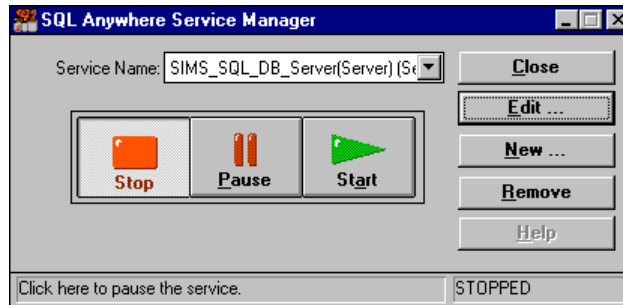 SQL Anywhere Service Manager
Service Name: SIMS_SQL_DB_Server(Server) (Se
Close
Edit ...
New ...
Remove
Help
Stop
Pause
Start
Click here to pause the service.
STOPPED